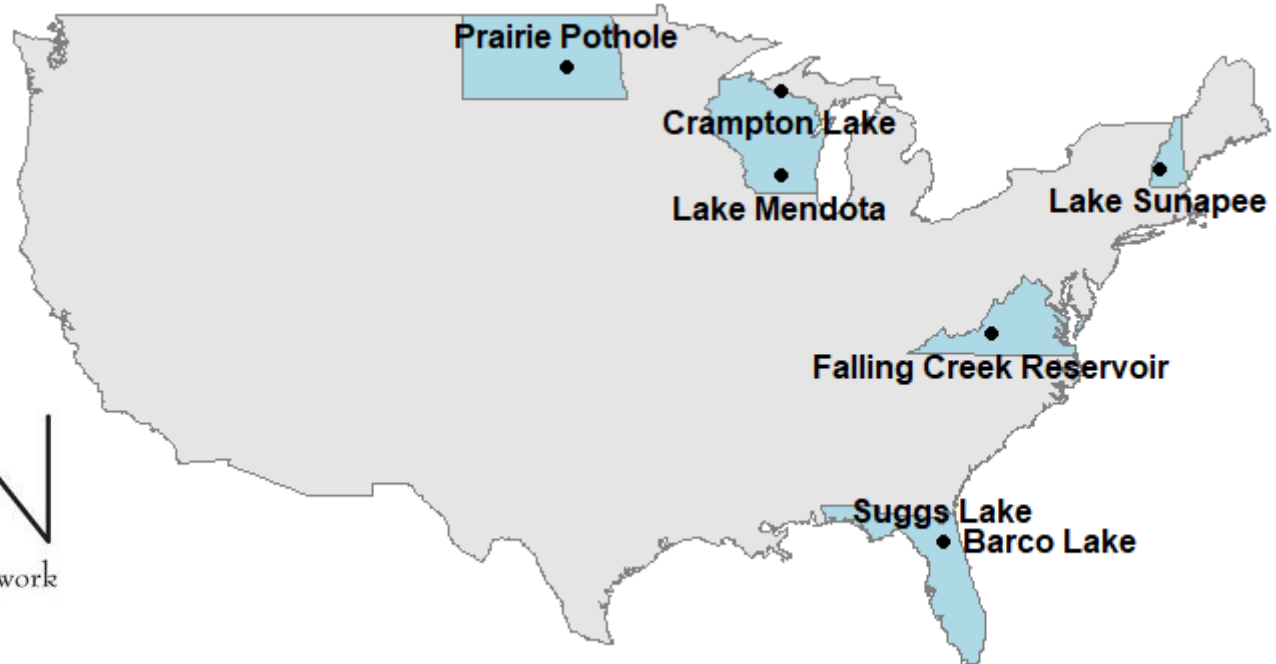 Prairie Pothole
Crampton Lake
Lake Mendota
Lake Sunapee
Falling Creek Reservoir
Suggs Lake
Barco Lake
N
work